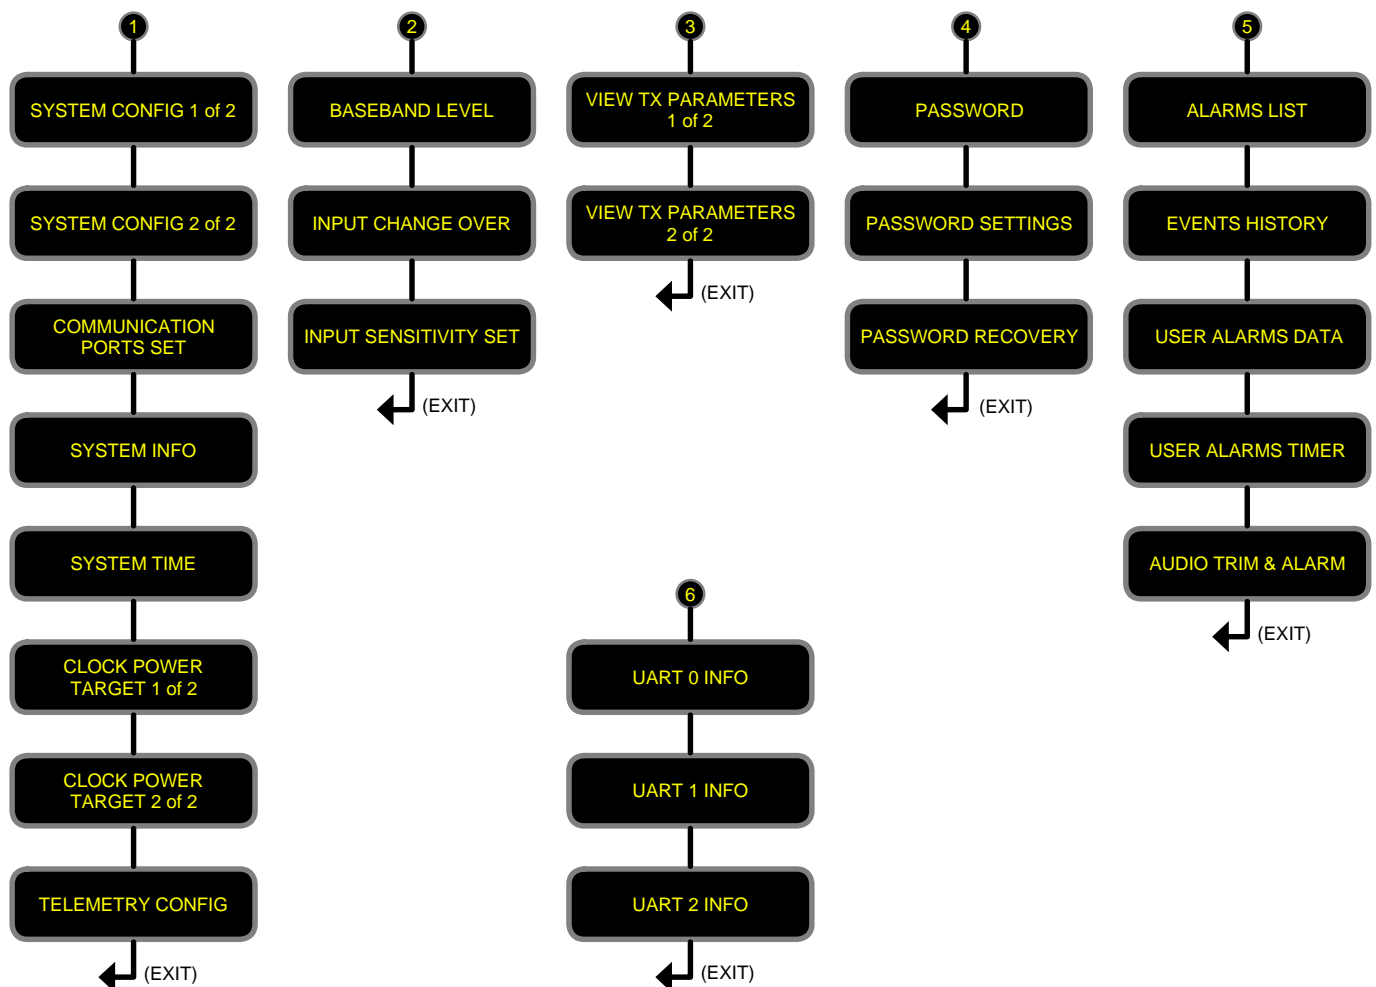 1
SYSTEM CONFIG 1 of 2
SYSTEM CONFIG 2 of 2
COMMUNICATION
PORTS SET
SYSTEM INFO
SYSTEM TIME
CLOCK POWER
TARGET 1 of 2
CLOCK POWER
TARGET 2 of 2
TELEMETRY CONFIG
(EXIT)
2
BASEBAND LEVEL
INPUT CHANGE OVER
INPUT SENSITIVITY SET
(EXIT)
3
VIEW TX PARAMETERS
1 of 2
VIEW TX PARAMETERS
2 of 2
(EXIT)
4
PASSWORD
PASSWORD SETTINGS
PASSWORD RECOVERY
(EXIT)
5
ALARMS LIST
EVENTS HISTORY
USER ALARMS DATA
USER ALARMS TIMER
AUDIO TRIM & ALARM
(EXIT)
6
UART 0 INFO
UART 1 INFO
UART 2 INFO
(EXIT)